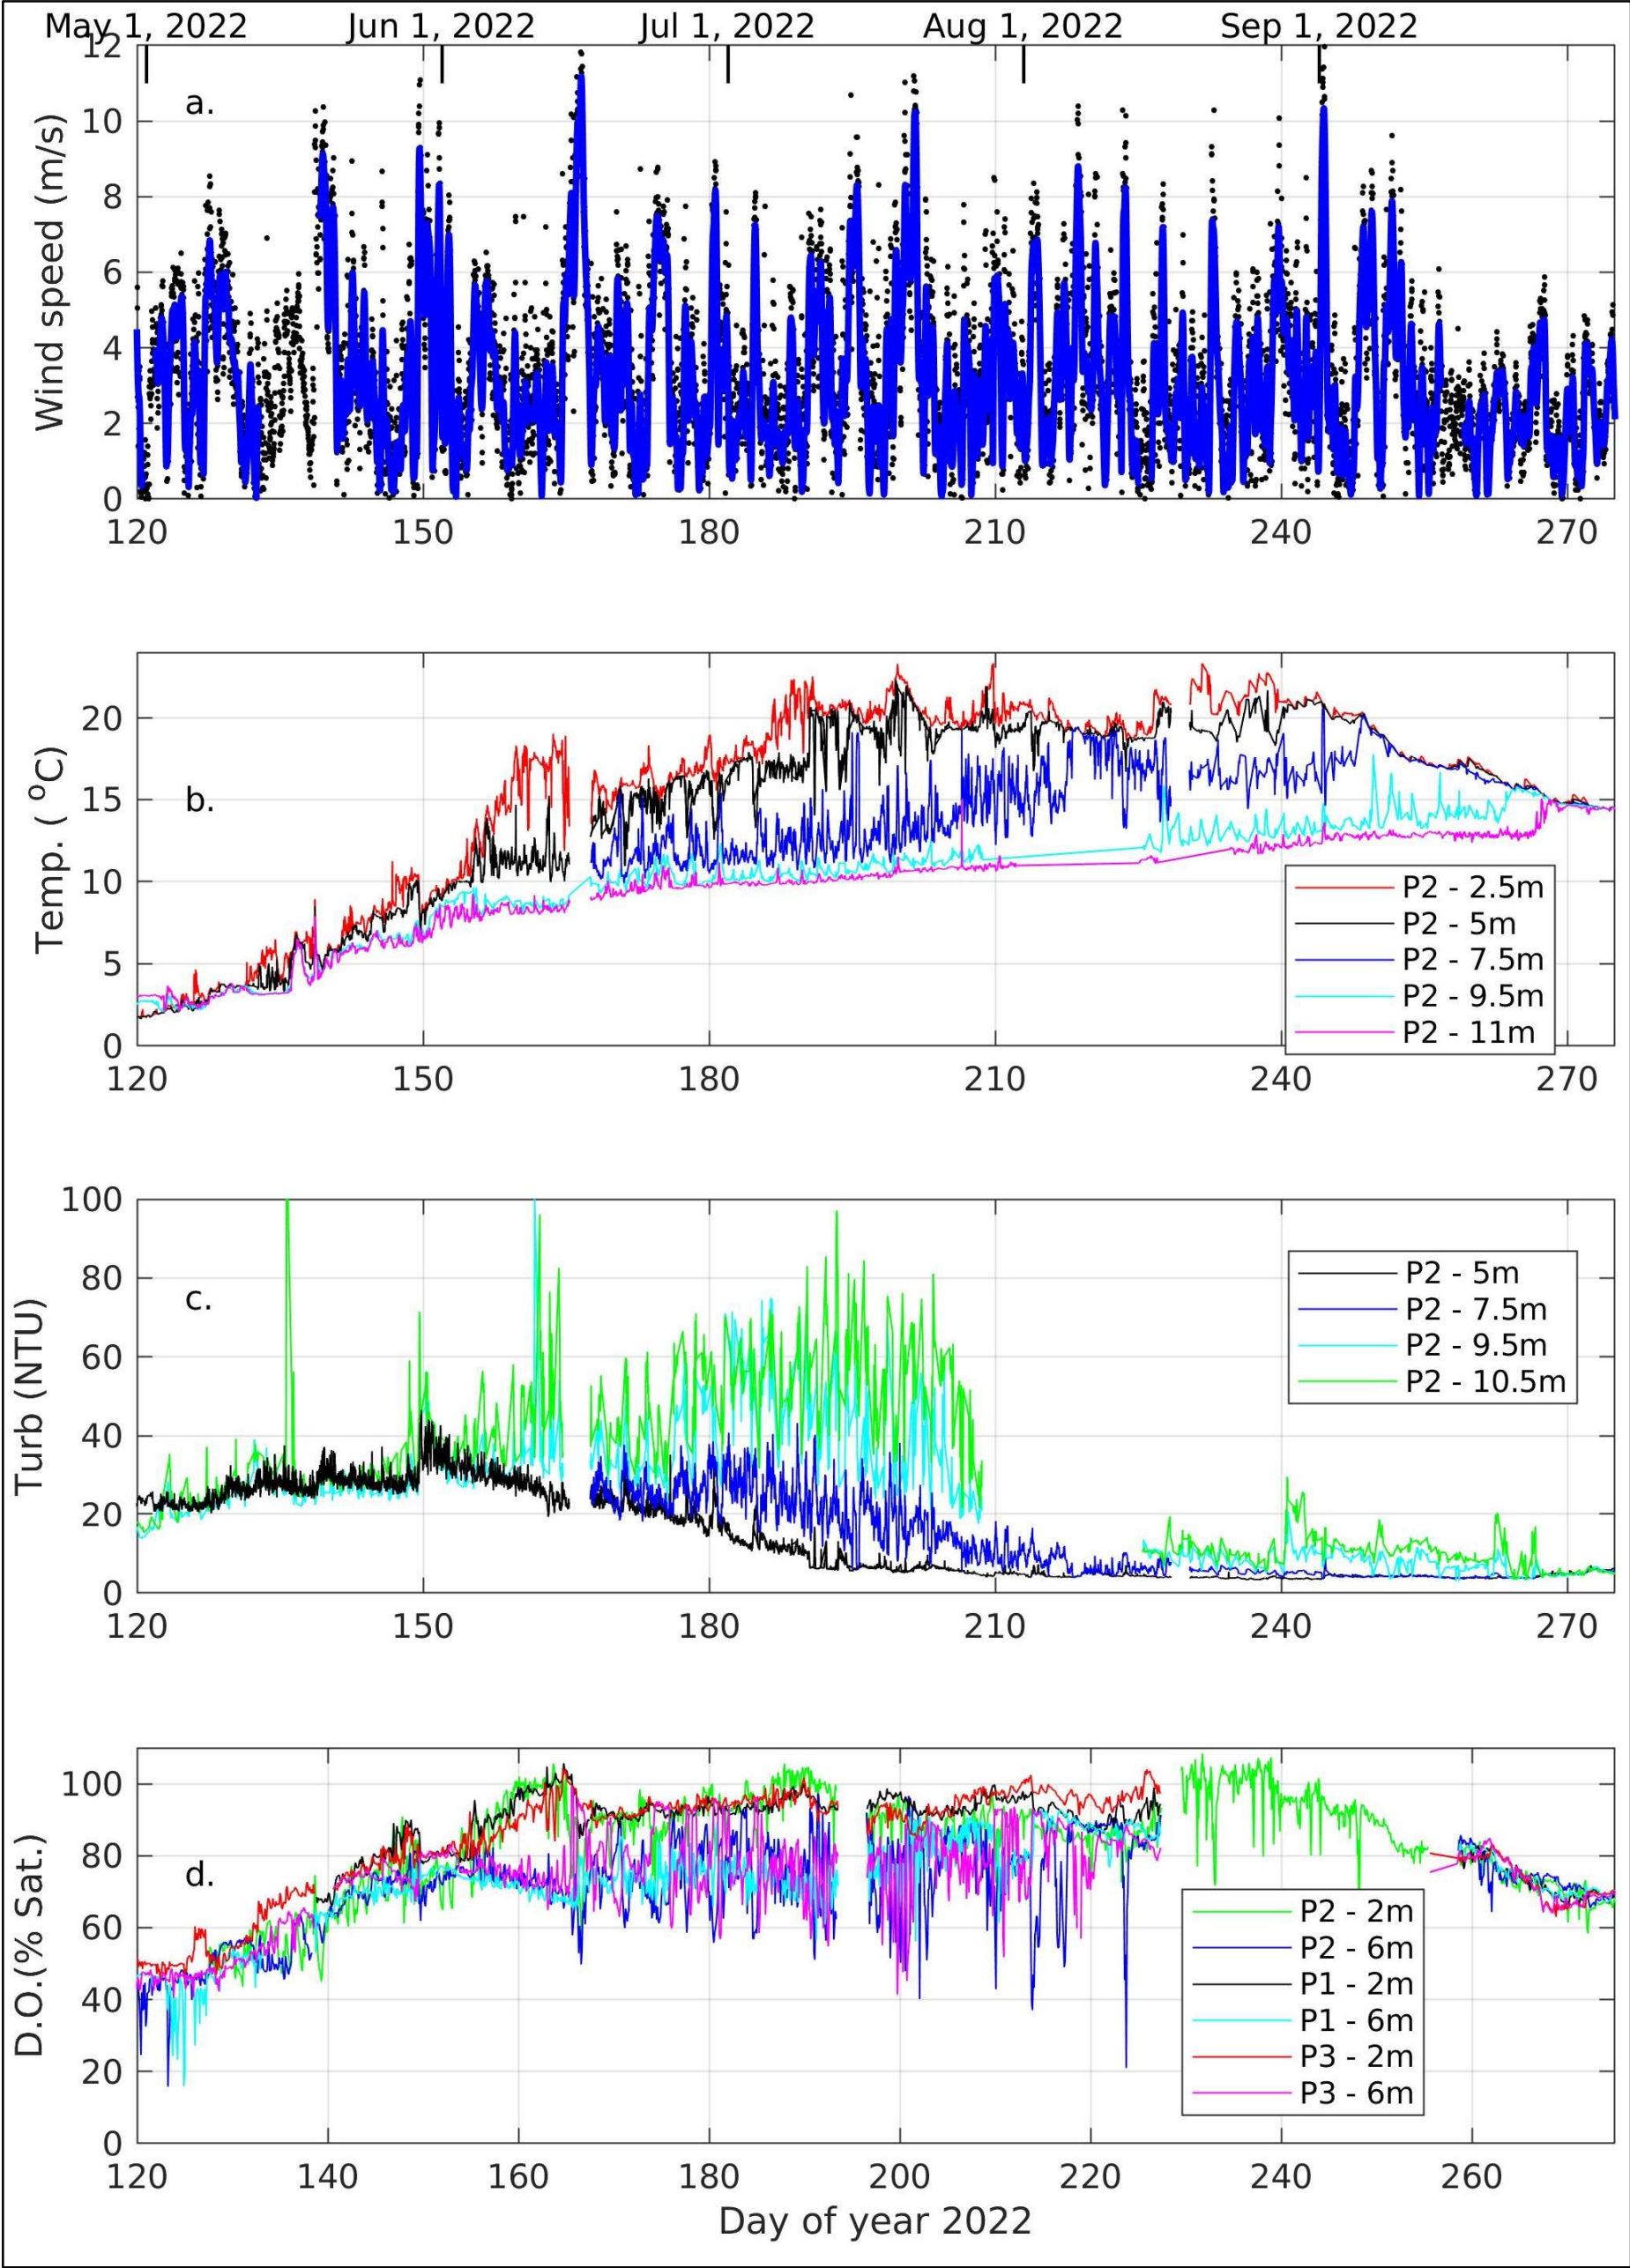 May 1, 2022 Jun 1, 2022 Jul 1, 2022 Aug 1, 2022 Sep 1, 2022
12
a.
10
8
6
4
2
0
Wind speed (m/s)
120 150 180 210 240 270
20
15
10
5
0
Temp. ( oC)
b.
P2 - 2.5m
P2 - 5m
P2 - 7.5m
P2 - 9.5m
P2 - 11m
120 150 180 210 240 270
100
80
60
40
20
0
Turb (NTU)
c.
P2 - 5m
P2 - 7.5m
P2 - 9.5m
P2 - 10.5m
120 150 180 210 240 270
100
80
60
40
20
0
D.O.(% Sat.)
d.
P2 - 2m
P2 - 6m
P1 - 2m
P1 - 6m
P3 - 2m
P3 - 6m
120 140 160 180 200 220 240 260
Day of year 2022